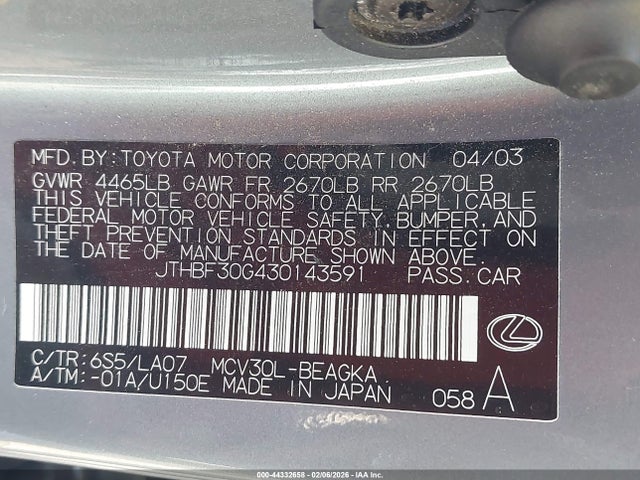 MFD.BY:TOYOTA MOTOR CORPORATION 04/03
GVWR 4465LB GAWR FR 2670LB RR 2670LB
THIS VEHICLE CONFORMS TO ALL APPLICABLE
FEDERAL MOTOR VEHICLE SAFETY,BUMPER,AND
THEFT PREVENTION STANDARDS IN EFFECT ON
THE DATE OF MANUFACTURE SHOWN ABOVE.
JTHBF30G430143591 PASS.CAR
C/TR:6S5/LA07 MCV30L-BEAGKA
A/TM:-01A/U150E MADE IN JAPAN 058 A
000-44332658 - 02/06/2026 - IAA Inc.